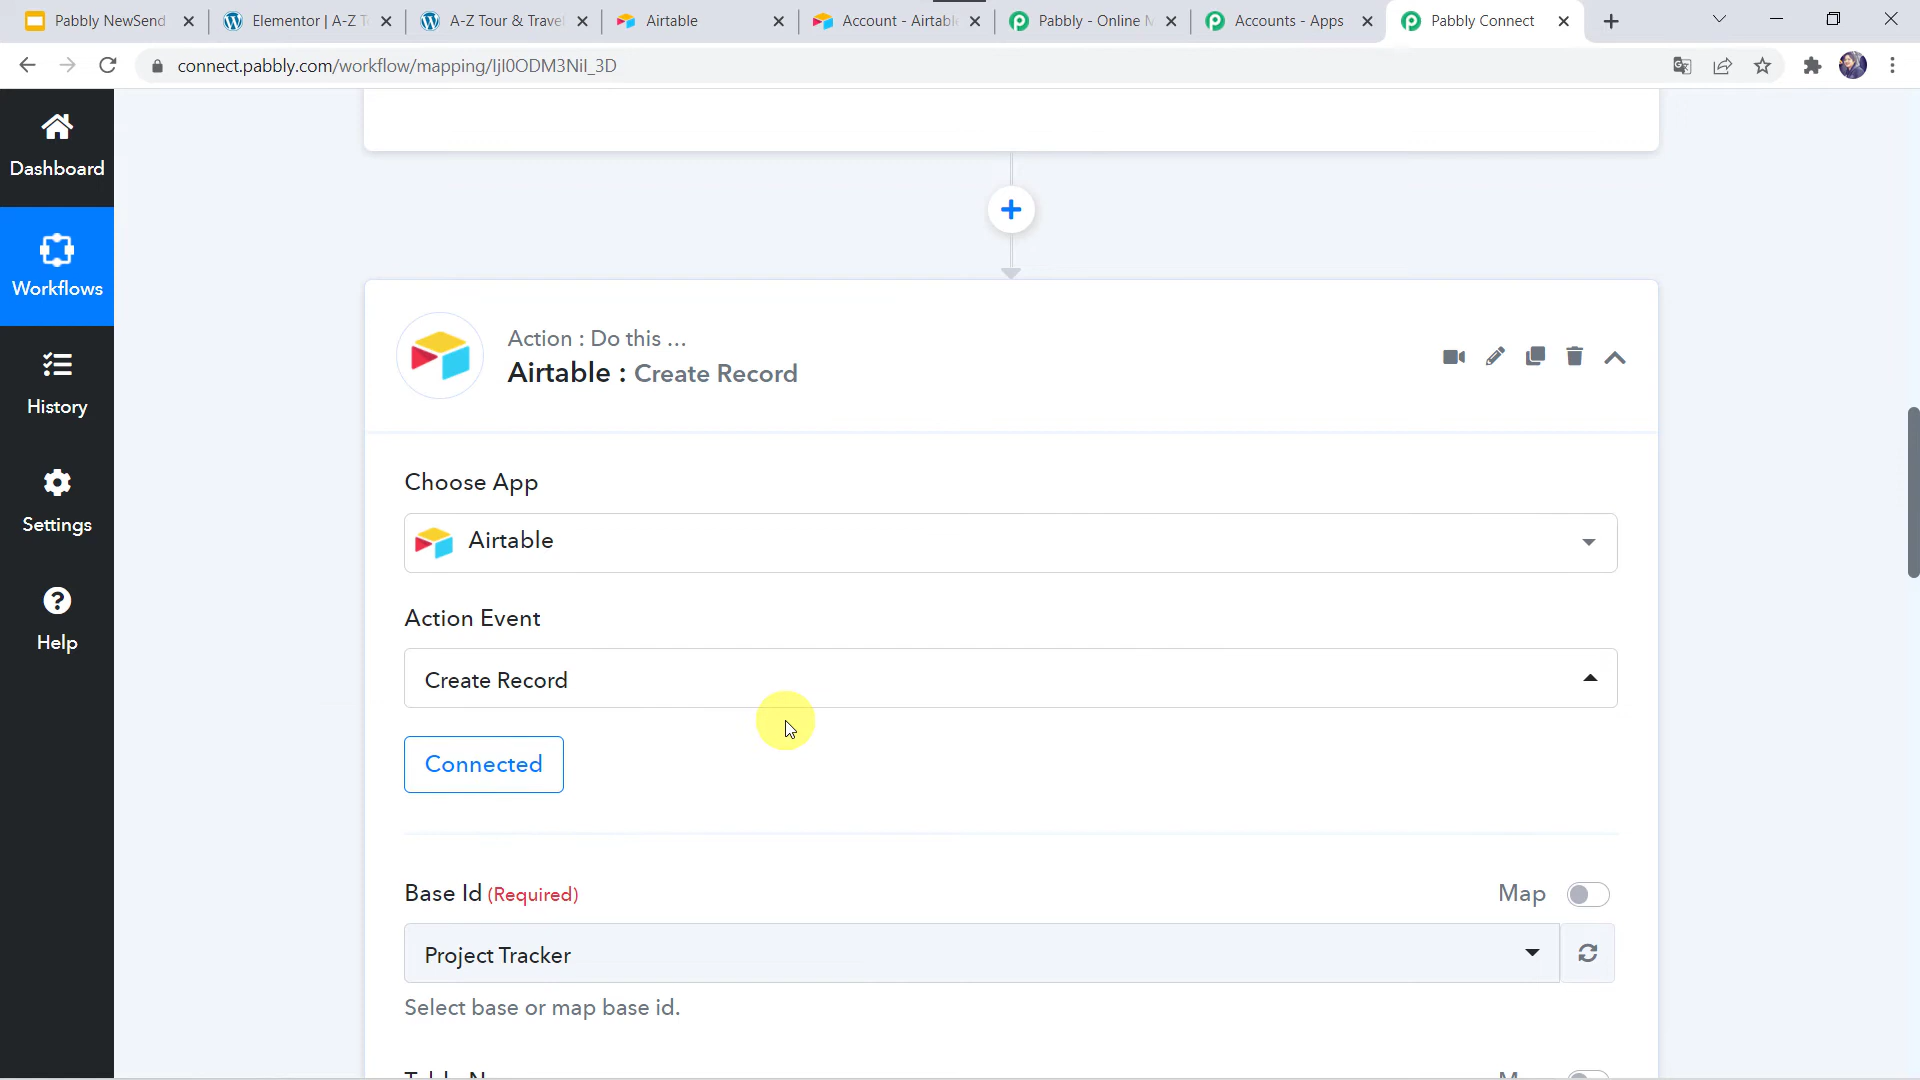 Pabbly NewSend
Elementor | A-Z T
A-Z Tour & Trave
Airtable
Account - Airtabl
Pabbly - Online M
Accounts - Apps
Pabbly Connect
connect.pabbly.com/workflow/mapping/IjI0ODM3NiI_3D
Dashboard
Workflows
History
Settings
Help
Action : Do this ...
Airtable : Create Record
Choose App
Airtable
Action Event
Create Record
Connected
Base Id (Required)
Map
Project Tracker
Select base or map base id.